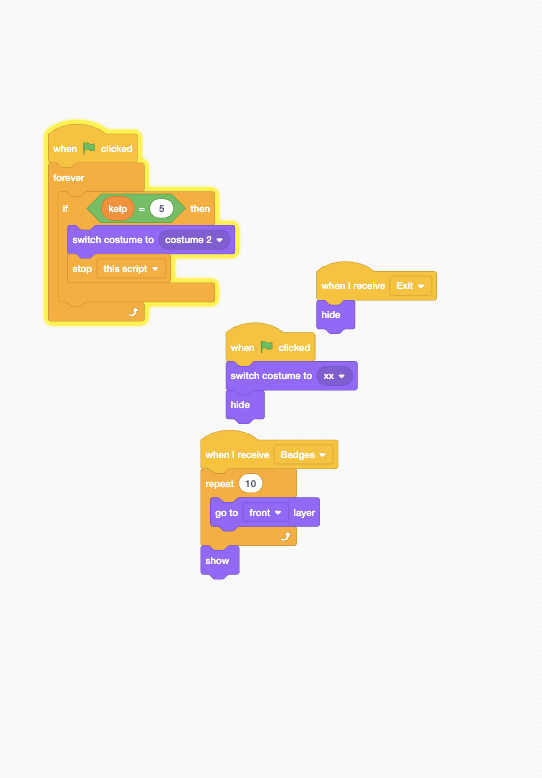 when clicked
forever
if kelp = 5 then
switch costume to costume 2
stop this script
when I receive Exit
hide
when clicked
switch costume to xx
hide
when I receive Badges
repeat 10
go to front layer
show